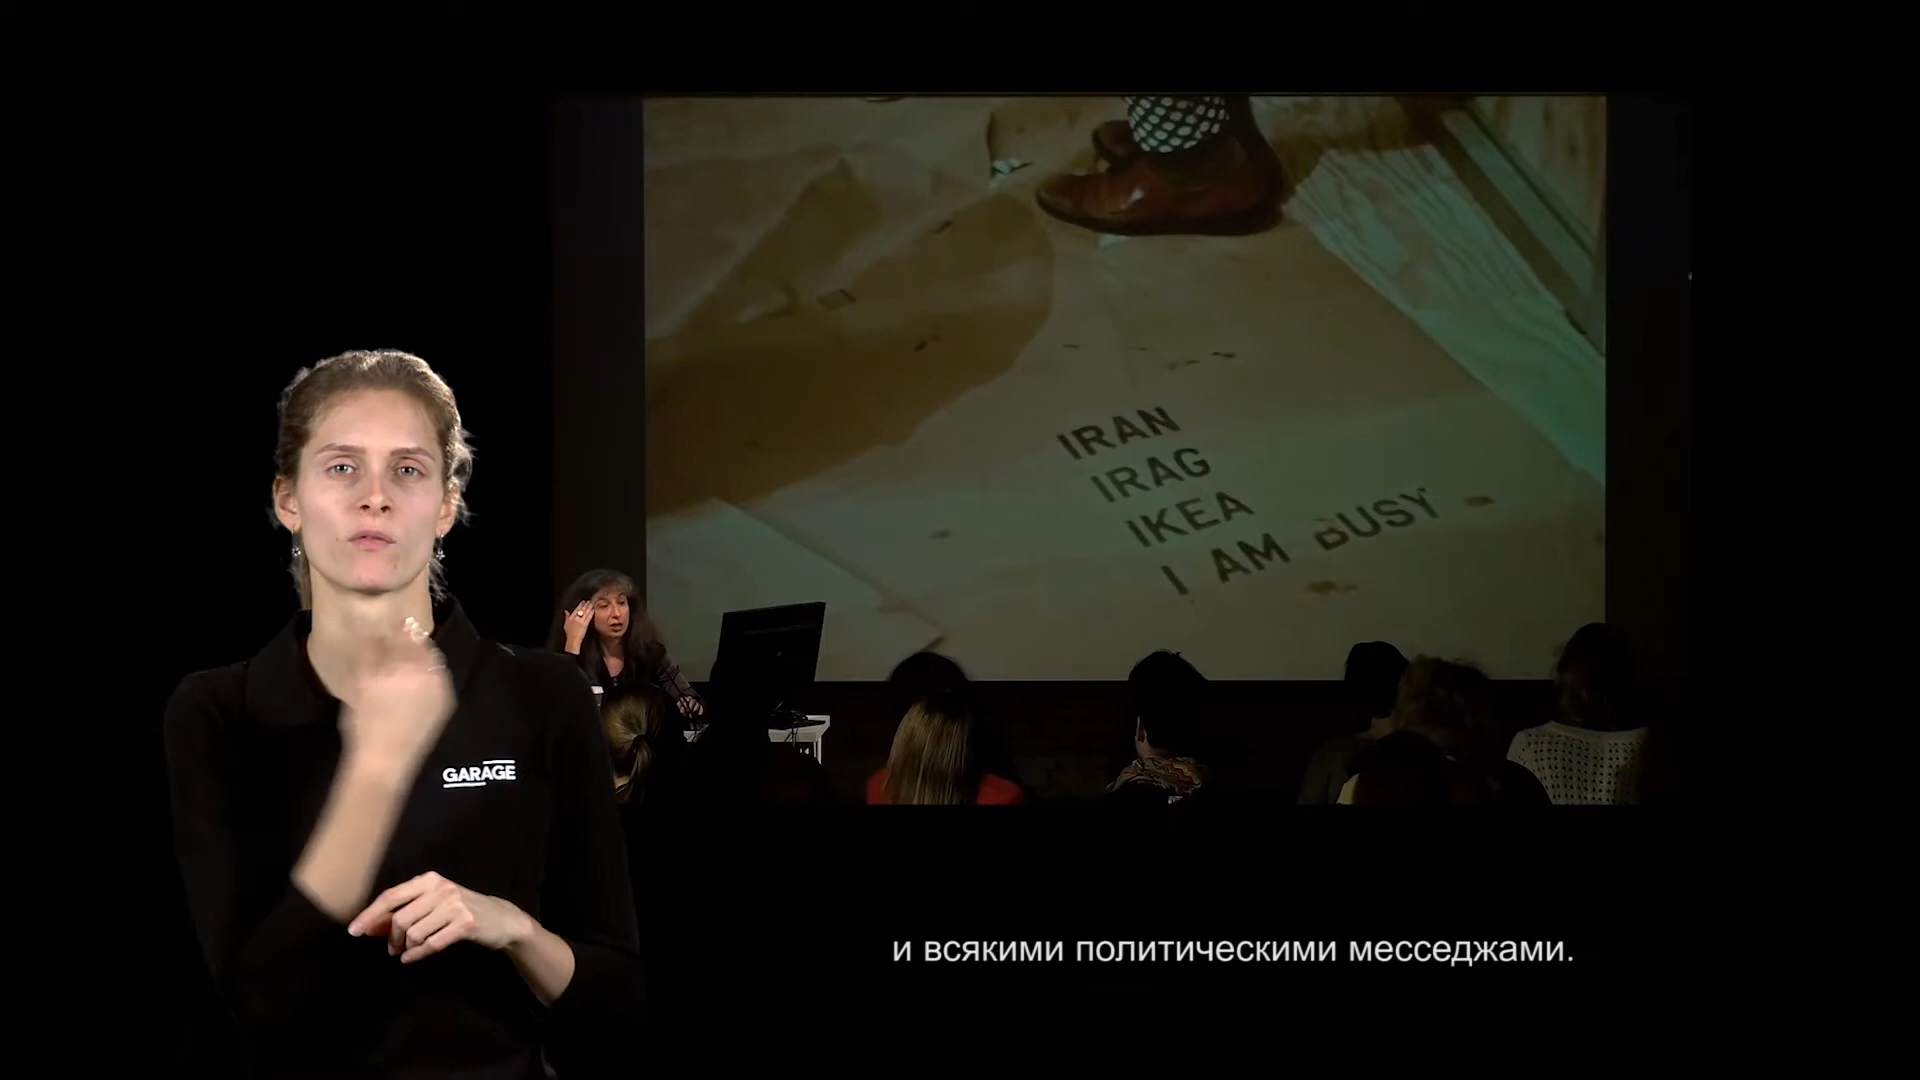 IRAN
IRAG
IKEA
I AM BUSY
GARAGE
и всякими политическими месседжами.